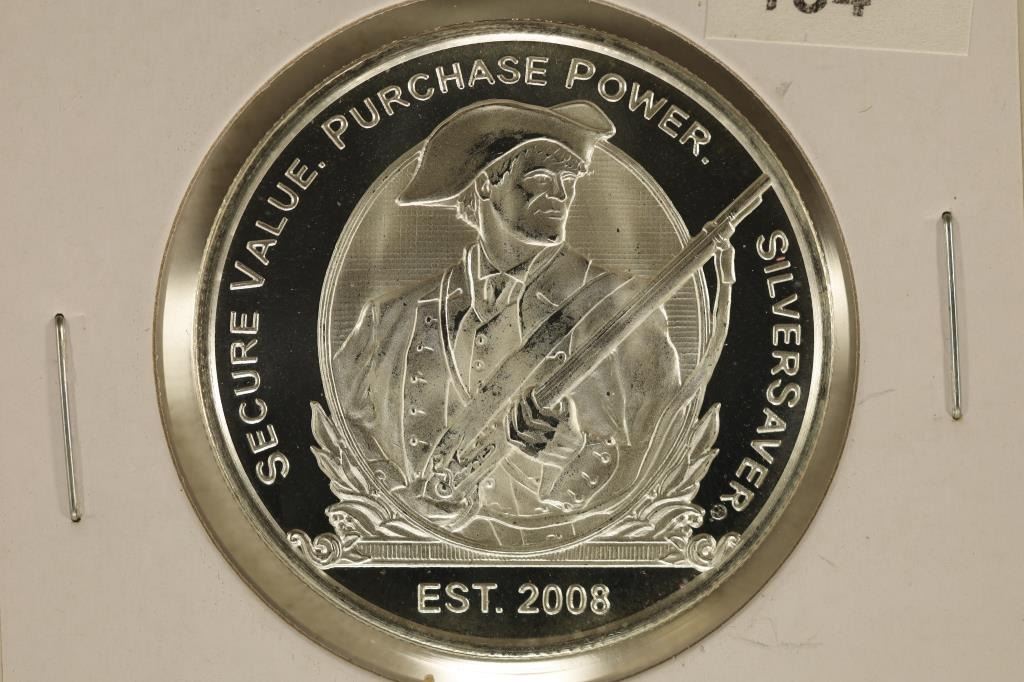 SECURE VALUE. PURCHASE POWER.
SILVERSAVER®
EST. 2008